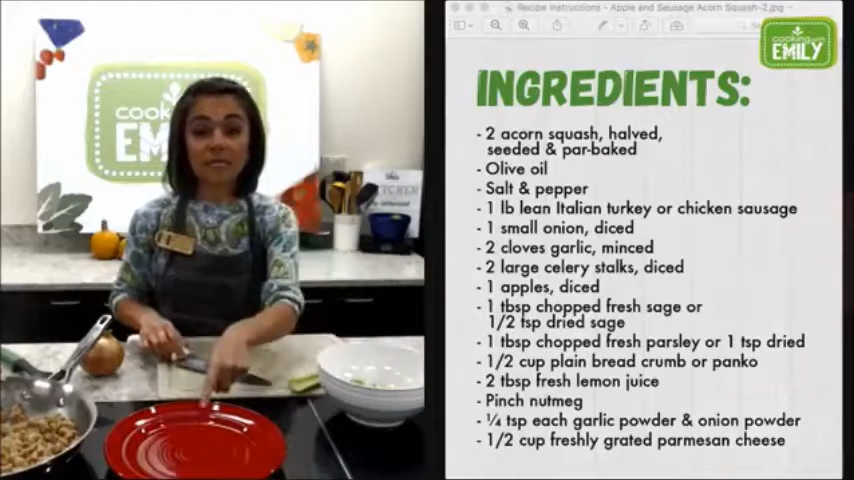 Recipe Instructions - Apple and Sausage Acorn Squash-2.jpg
cooking with
EMILY
INGREDIENTS:
- 2 acorn squash, halved,
seeded & par-baked
- Olive oil
- Salt & pepper
- 1 lb lean Italian turkey or chicken sausage
- 1 small onion, diced
- 2 cloves garlic, minced
- 2 large celery stalks, diced
- 1 apples, diced
- 1 tbsp chopped fresh sage or
1/2 tsp dried sage
- 1 tbsp chopped fresh parsley or 1 tsp dried
- 1/2 cup plain bread crumb or panko
- 2 tbsp fresh lemon juice
- Pinch nutmeg
- ¼ tsp each garlic powder & onion powder
- 1/2 cup freshly grated parmesan cheese